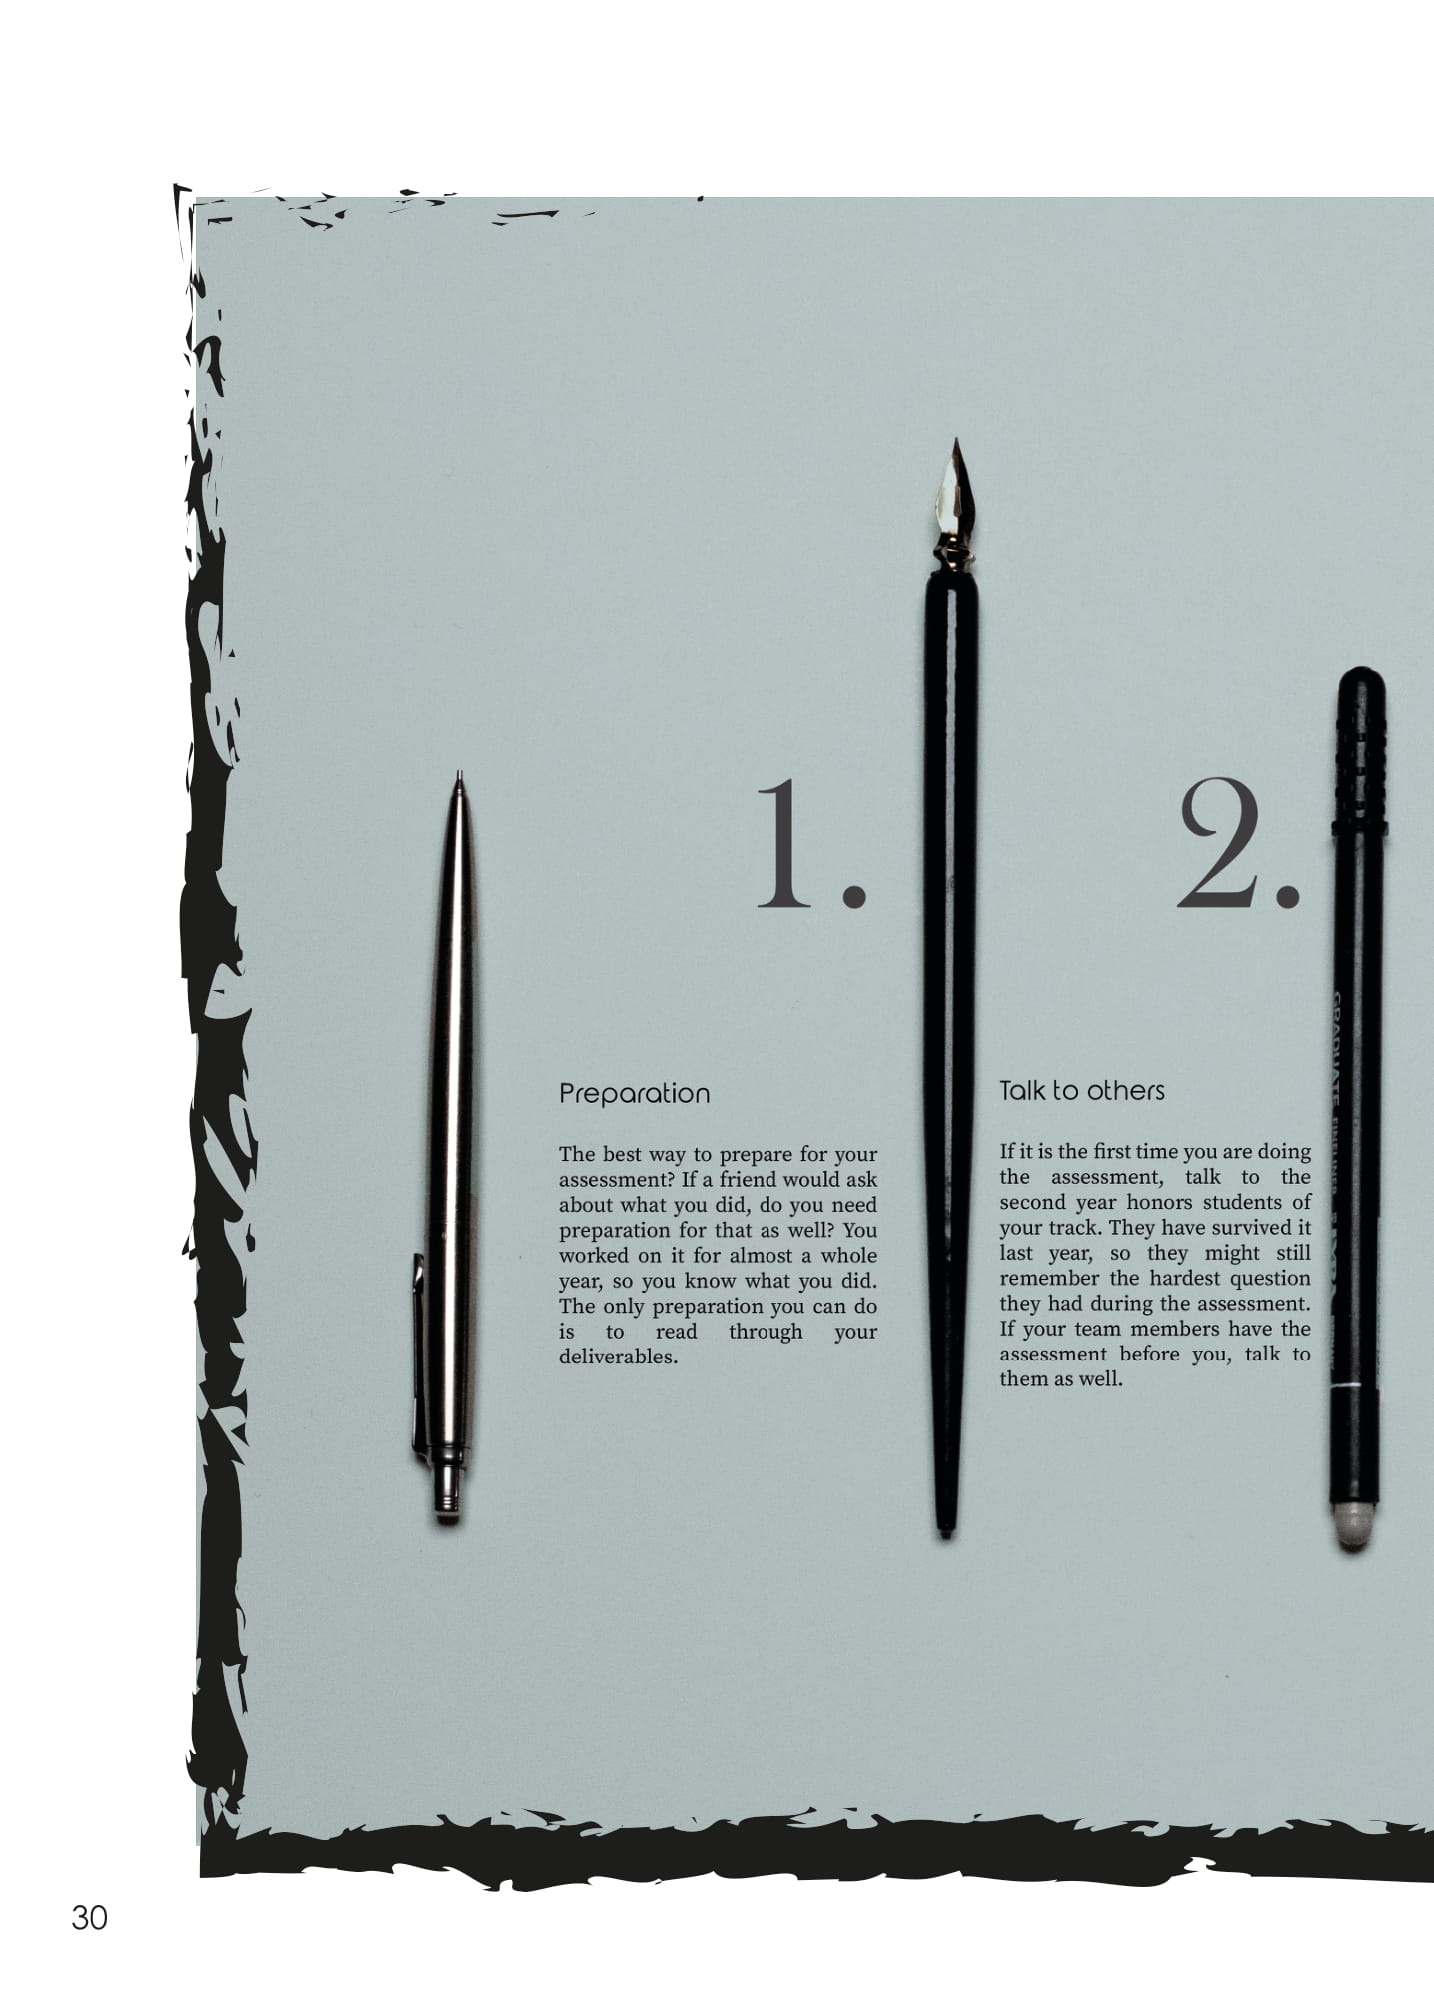 1.
Preparation
The best way to prepare for your
assessment? If a friend would ask
about what you did, do you need
preparation for that as well? You
worked on it for almost a whole
year, so you know what you did.
The only preparation you can do
is to read through your
deliverables.
2.
Talk to others
If it is the first time you are doing
the assessment, talk to the
second year honors students of
your track. They have survived it
last year, so they might still
remember the hardest question
they had during the assessment.
If your team members have the
assessment before you, talk to
them as well.
GRADUATE FINELINER
30